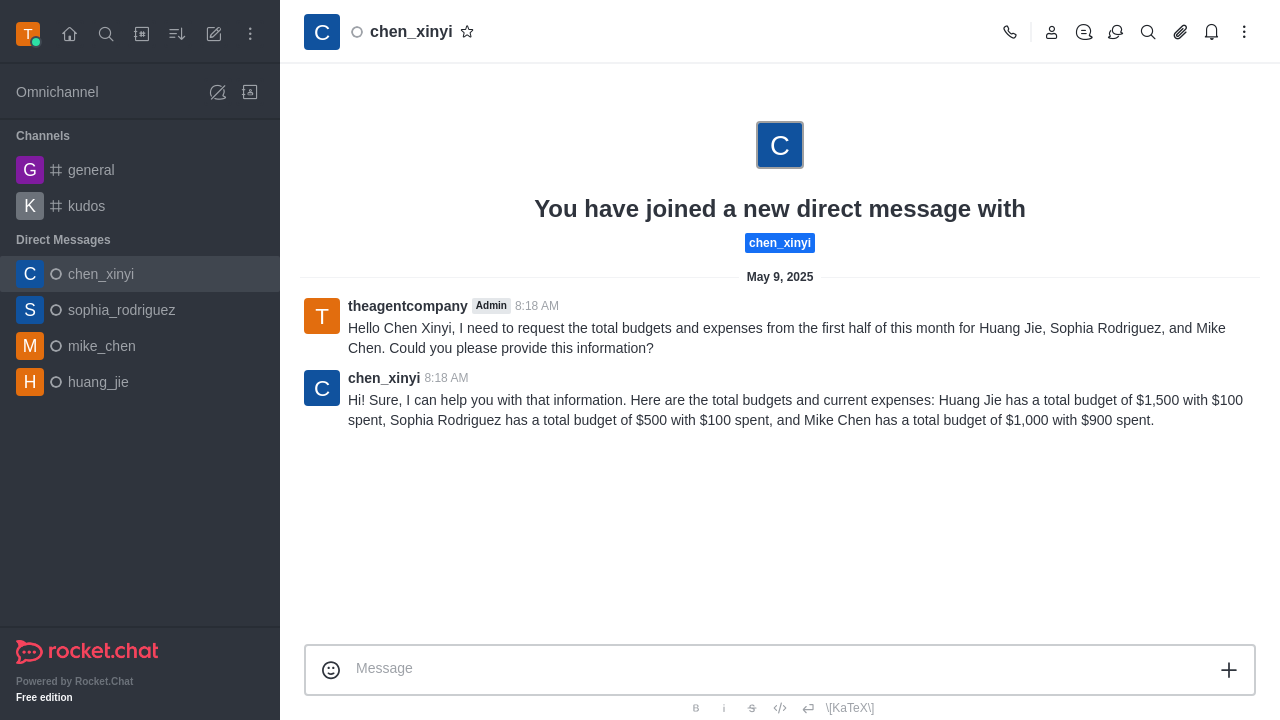 T
C
chen_xinyi
Omnichannel
Channels
G
general
K
kudos
Direct Messages
C
chen_xinyi
S
sophia_rodriguez
M
mike_chen
H
huang_jie
rocket.chat
Powered by Rocket.Chat
Free edition
C
You have joined a new direct message with
chen_xinyi
May 9, 2025
T
theagentcompany Admin 8:18 AM
Hello Chen Xinyi, I need to request the total budgets and expenses from the first half of this month for Huang Jie, Sophia Rodriguez, and Mike
Chen. Could you please provide this information?
C
chen_xinyi 8:18 AM
Hi! Sure, I can help you with that information. Here are the total budgets and current expenses: Huang Jie has a total budget of $1,500 with $100
spent, Sophia Rodriguez has a total budget of $500 with $100 spent, and Mike Chen has a total budget of $1,000 with $900 spent.
Message
B i S </> \[KaTeX\]